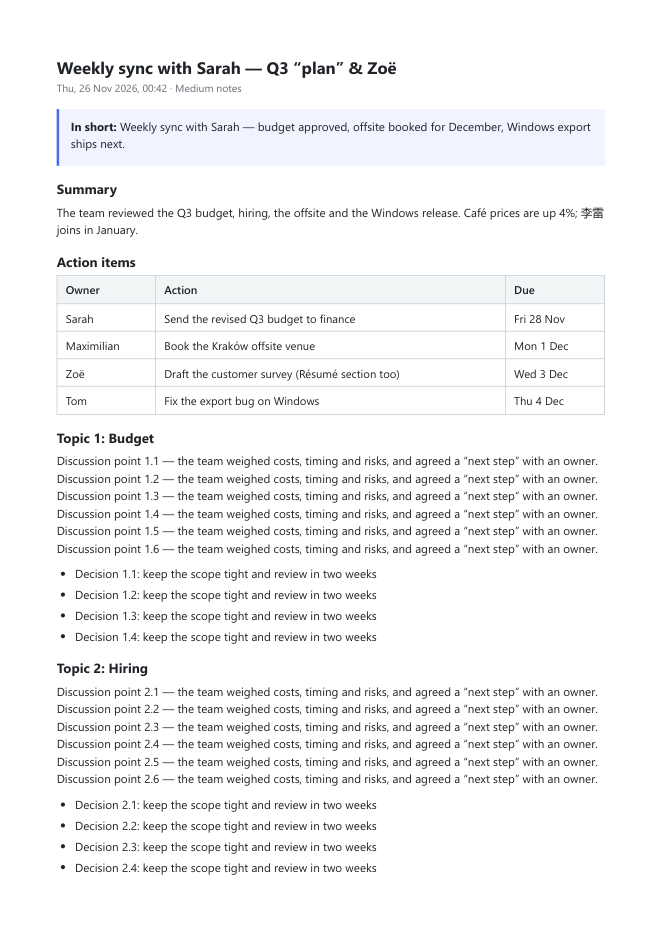 Weekly sync with Sarah — Q3 “plan” & Zoë
Thu, 26 Nov 2026, 00:42 · Medium notes
In short: Weekly sync with Sarah — budget approved, offsite booked for December, Windows export
ships next.
Summary
The team reviewed the Q3 budget, hiring, the offsite and the Windows release. Café prices are up 4%; 李雷
joins in January.
Action items
Owner Action Due
Sarah Send the revised Q3 budget to finance Fri 28 Nov
Maximilian Book the Kraków offsite venue Mon 1 Dec
Zoë Draft the customer survey (Résumé section too) Wed 3 Dec
Tom Fix the export bug on Windows Thu 4 Dec
Topic 1: Budget
Discussion point 1.1 — the team weighed costs, timing and risks, and agreed a “next step” with an owner.
Discussion point 1.2 — the team weighed costs, timing and risks, and agreed a “next step” with an owner.
Discussion point 1.3 — the team weighed costs, timing and risks, and agreed a “next step” with an owner.
Discussion point 1.4 — the team weighed costs, timing and risks, and agreed a “next step” with an owner.
Discussion point 1.5 — the team weighed costs, timing and risks, and agreed a “next step” with an owner.
Discussion point 1.6 — the team weighed costs, timing and risks, and agreed a “next step” with an owner.
• Decision 1.1: keep the scope tight and review in two weeks
• Decision 1.2: keep the scope tight and review in two weeks
• Decision 1.3: keep the scope tight and review in two weeks
• Decision 1.4: keep the scope tight and review in two weeks
Topic 2: Hiring
Discussion point 2.1 — the team weighed costs, timing and risks, and agreed a “next step” with an owner.
Discussion point 2.2 — the team weighed costs, timing and risks, and agreed a “next step” with an owner.
Discussion point 2.3 — the team weighed costs, timing and risks, and agreed a “next step” with an owner.
Discussion point 2.4 — the team weighed costs, timing and risks, and agreed a “next step” with an owner.
Discussion point 2.5 — the team weighed costs, timing and risks, and agreed a “next step” with an owner.
Discussion point 2.6 — the team weighed costs, timing and risks, and agreed a “next step” with an owner.
• Decision 2.1: keep the scope tight and review in two weeks
• Decision 2.2: keep the scope tight and review in two weeks
• Decision 2.3: keep the scope tight and review in two weeks
• Decision 2.4: keep the scope tight and review in two weeks